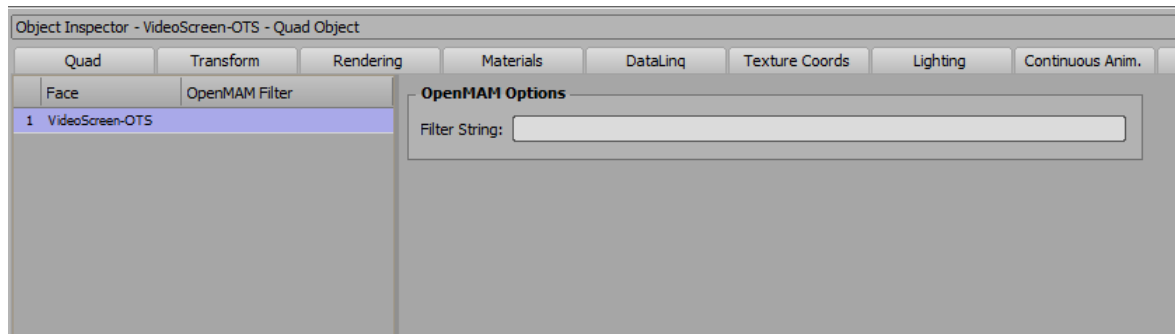 Object Inspector - VideoScreen-OTS - Quad Object
Quad Transform Rendering Materials DataLinq Texture Coords Lighting Continuous Anim.
Face OpenMAM Filter
1 VideoScreen-OTS
OpenMAM Options
Filter String: